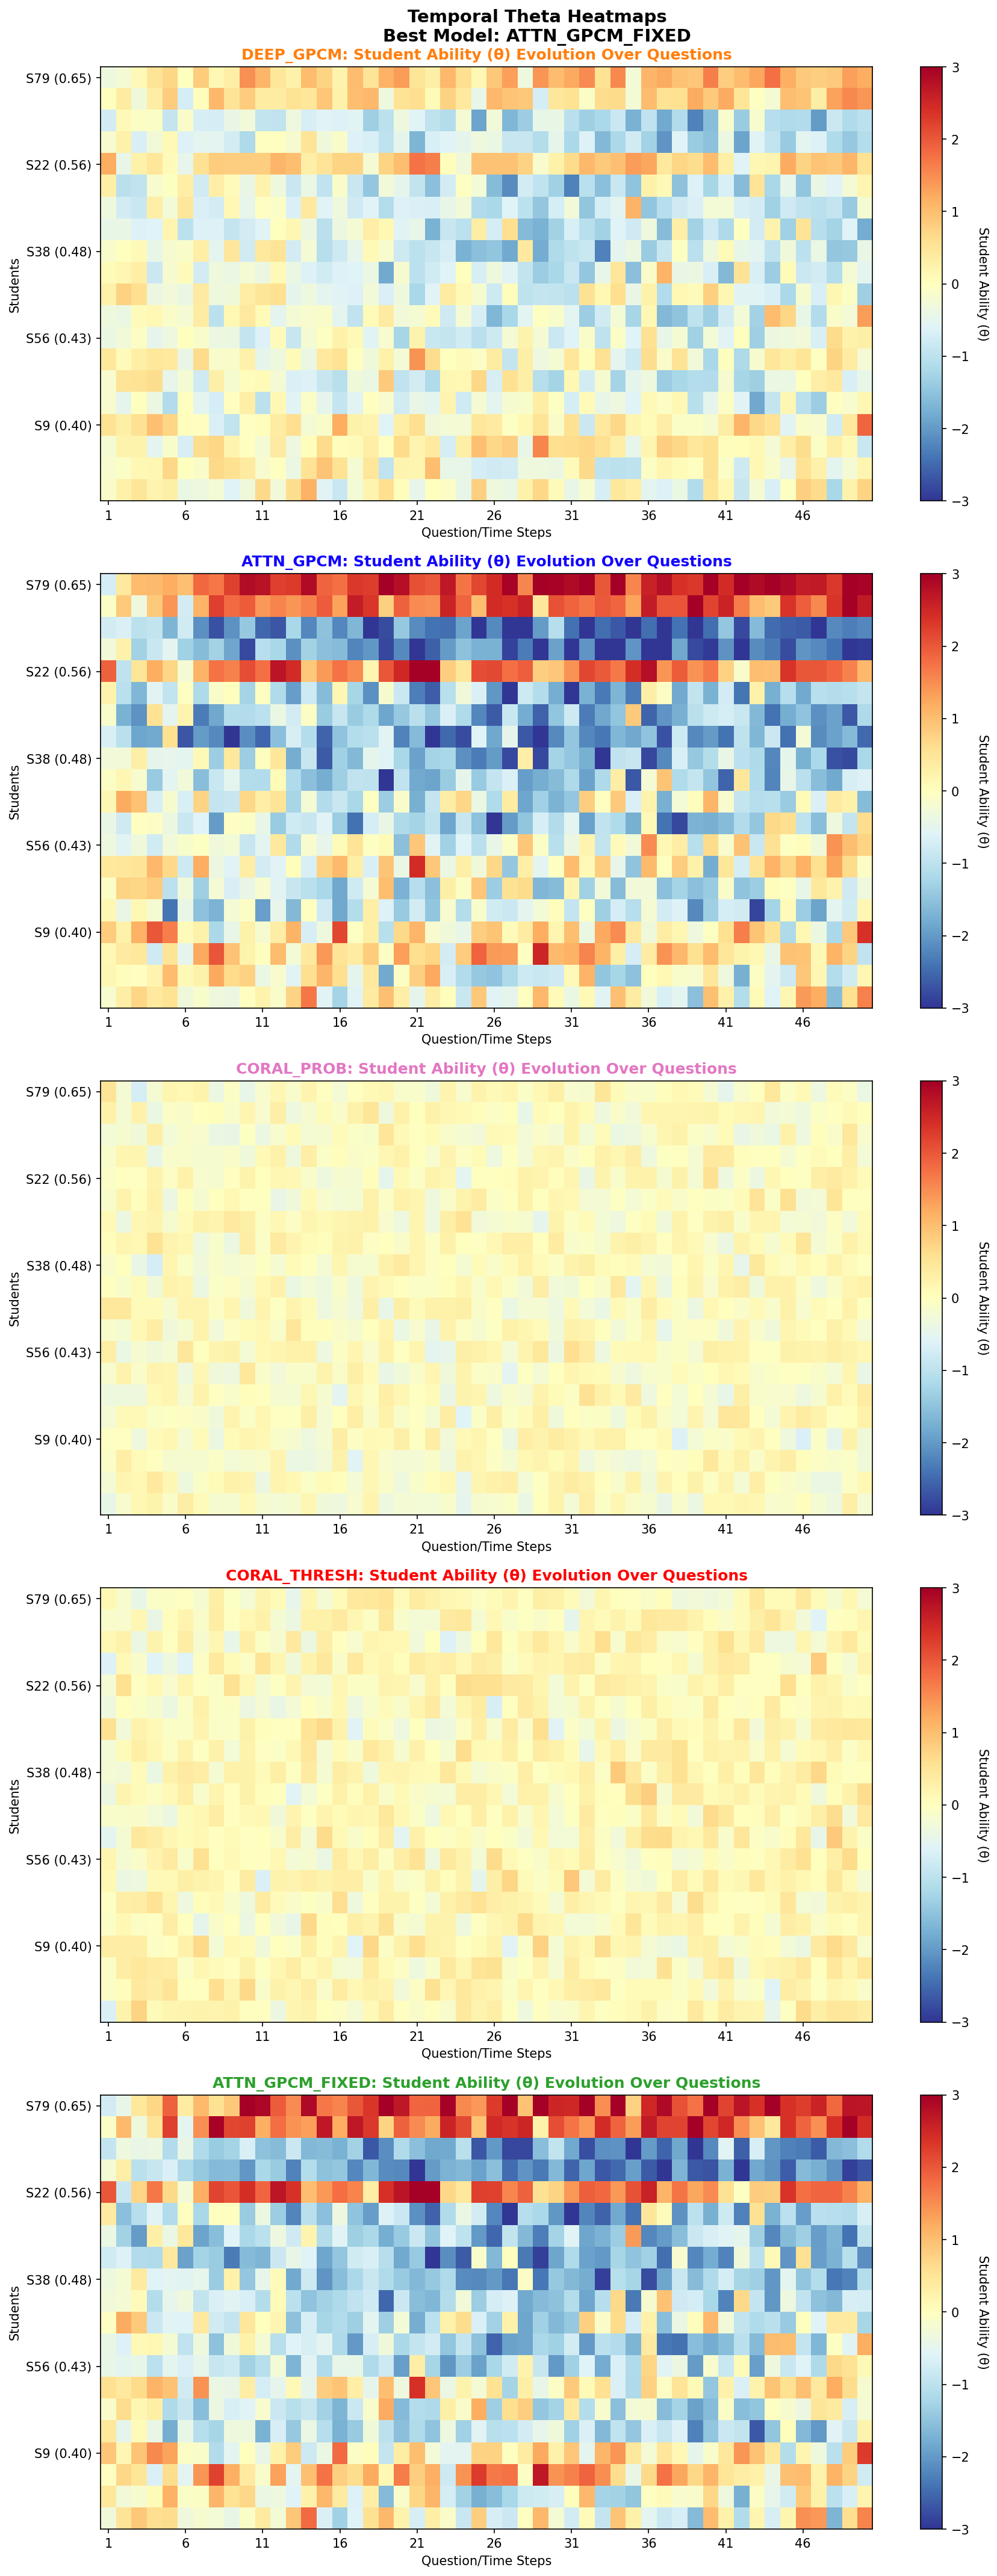 Temporal Theta Heatmaps
Best Model: ATTN_GPCM_FIXED
DEEP_GPCM: Student Ability (θ) Evolution Over Questions
S79 (0.65)
S22 (0.56)
S38 (0.48)
S56 (0.43)
S9 (0.40)
Students
1 6 11 16 21 26 31 36 41 46
Question/Time Steps
3
2
1
0
−1
−2
−3
Student Ability (θ)
ATTN_GPCM: Student Ability (θ) Evolution Over Questions
S79 (0.65)
S22 (0.56)
S38 (0.48)
S56 (0.43)
S9 (0.40)
Students
1 6 11 16 21 26 31 36 41 46
Question/Time Steps
3
2
1
0
−1
−2
−3
Student Ability (θ)
CORAL_PROB: Student Ability (θ) Evolution Over Questions
S79 (0.65)
S22 (0.56)
S38 (0.48)
S56 (0.43)
S9 (0.40)
Students
1 6 11 16 21 26 31 36 41 46
Question/Time Steps
3
2
1
0
−1
−2
−3
Student Ability (θ)
CORAL_THRESH: Student Ability (θ) Evolution Over Questions
S79 (0.65)
S22 (0.56)
S38 (0.48)
S56 (0.43)
S9 (0.40)
Students
1 6 11 16 21 26 31 36 41 46
Question/Time Steps
3
2
1
0
−1
−2
−3
Student Ability (θ)
ATTN_GPCM_FIXED: Student Ability (θ) Evolution Over Questions
S79 (0.65)
S22 (0.56)
S38 (0.48)
S56 (0.43)
S9 (0.40)
Students
1 6 11 16 21 26 31 36 41 46
Question/Time Steps
3
2
1
0
−1
−2
−3
Student Ability (θ)